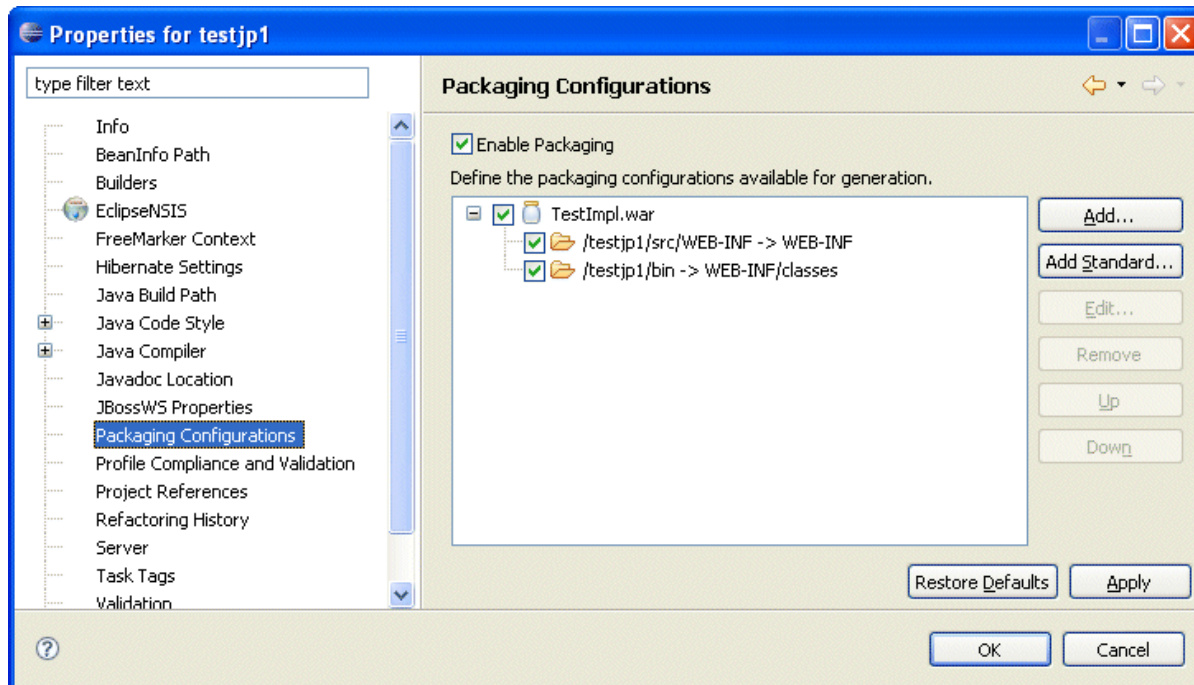 Properties for testjp1
type filter text
Info
BeanInfo Path
Builders
EclipseNSIS
FreeMarker Context
Hibernate Settings
Java Build Path
Java Code Style
Java Compiler
Javadoc Location
JBossWS Properties
Packaging Configurations
Profile Compliance and Validation
Project References
Refactoring History
Server
Task Tags
Validation
Packaging Configurations
Enable Packaging
Define the packaging configurations available for generation.
TestImpl.war
/testjp1/src/WEB-INF -> WEB-INF
/testjp1/bin -> WEB-INF/classes
Add...
Add Standard...
Edit...
Remove
Up
Down
Restore Defaults
Apply
OK
Cancel